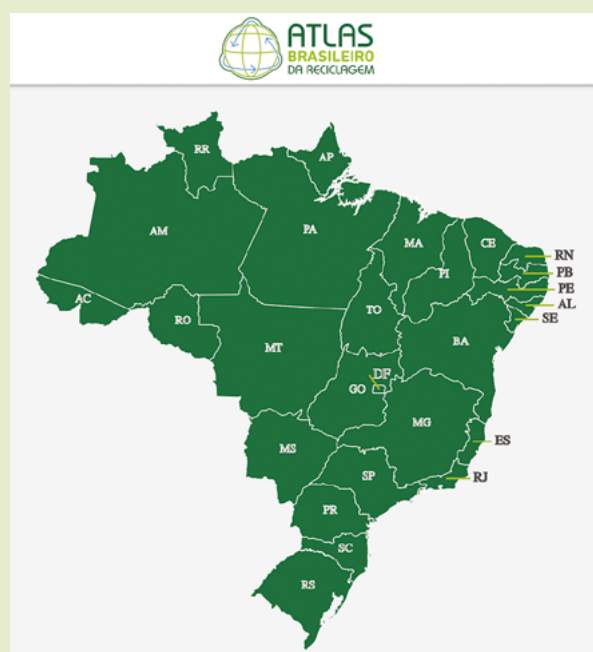 ATLAS
BRASILEIRO
DA RECICLAGEM
RR
AP
AM
PA
MA
CE
RN
PB
PI
PE
AC
AL
TO
SE
RO
BA
MT
DF
GO
MG
ES
MS
SP
RJ
PR
SC
RS